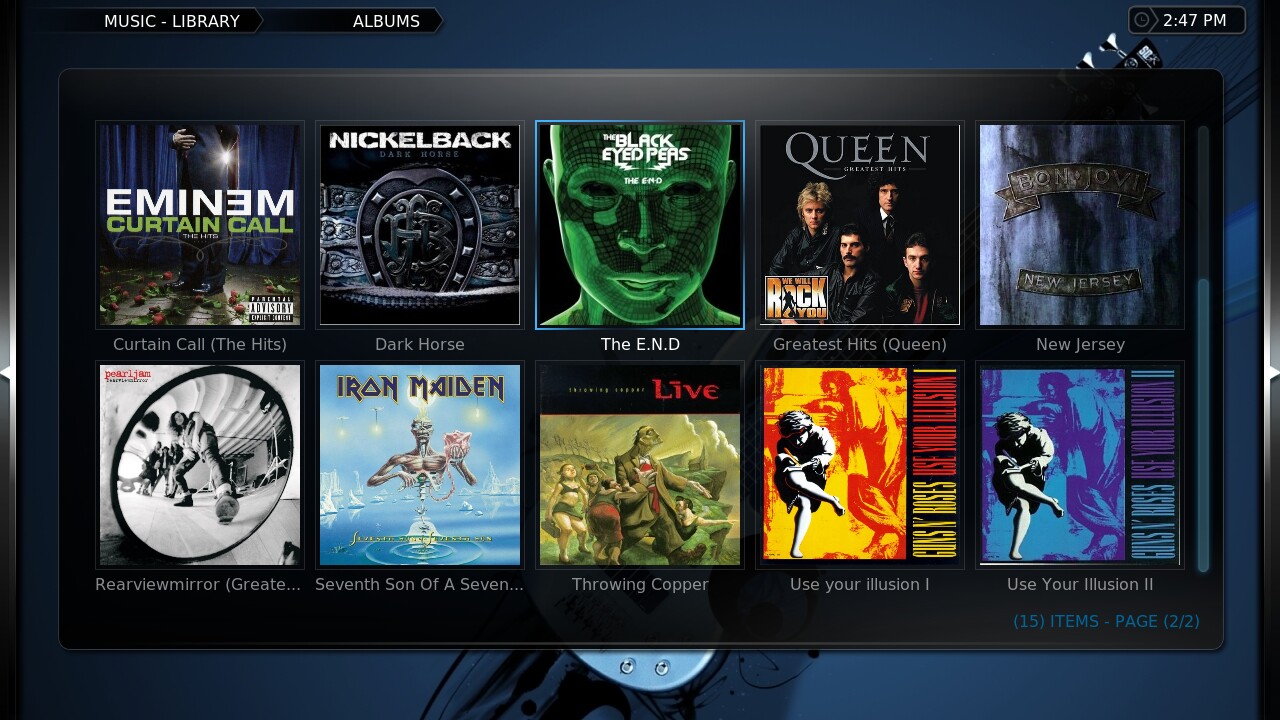 MUSIC - LIBRARY
ALBUMS
2:47 PM
EMINEM
CURTAIN CALL
THE HITS
PARENTAL
ADVISORY
EXPLICIT CONTENT
NICKELBACK
DARK HORSE
THE BLACK
EYED PEAS
THE E.N.D
QUEEN
GREATEST HITS
WE WILL
ROCK
YOU
BON JOVI
NEW JERSEY
Curtain Call (The Hits)
Dark Horse
The E.N.D
Greatest Hits (Queen)
New Jersey
pearljam
rearviewmirror
IRON MAIDEN
SEVENTH SON OF A SEVENTH SON
throwing copper
LIVE
GUNS N' ROSES USE YOUR ILLUSION I
GUNS N' ROSES USE YOUR ILLUSION II
Rearviewmirror (Greate...
Seventh Son Of A Seven...
Throwing Copper
Use your illusion I
Use Your Illusion II
(15) ITEMS - PAGE (2/2)